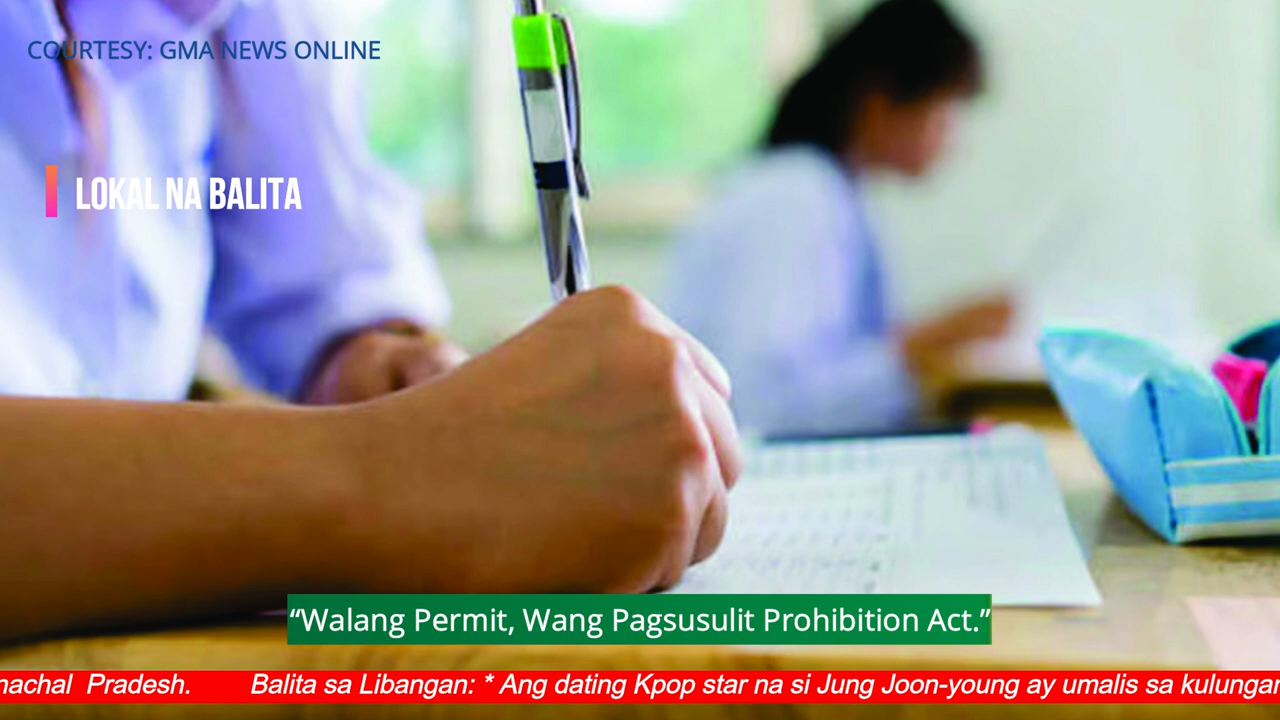 COURTESY: GMA NEWS ONLINE
LOKAL NA BALITA
“Walang Permit, Wang Pagsusulit Prohibition Act.”
nachal Pradesh. Balita sa Libangan: * Ang dating Kpop star na si Jung Joon-young ay umalis sa kulungan